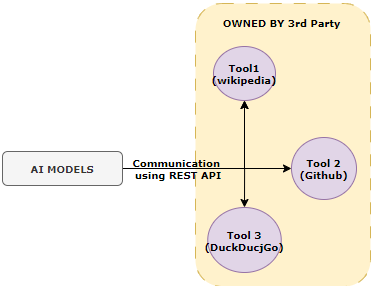 OWNED BY 3rd Party
Tool1
(wikipedia)
AI MODELS
Communication
using REST API
Tool 2
(Github)
Tool 3
(DuckDucjGo)